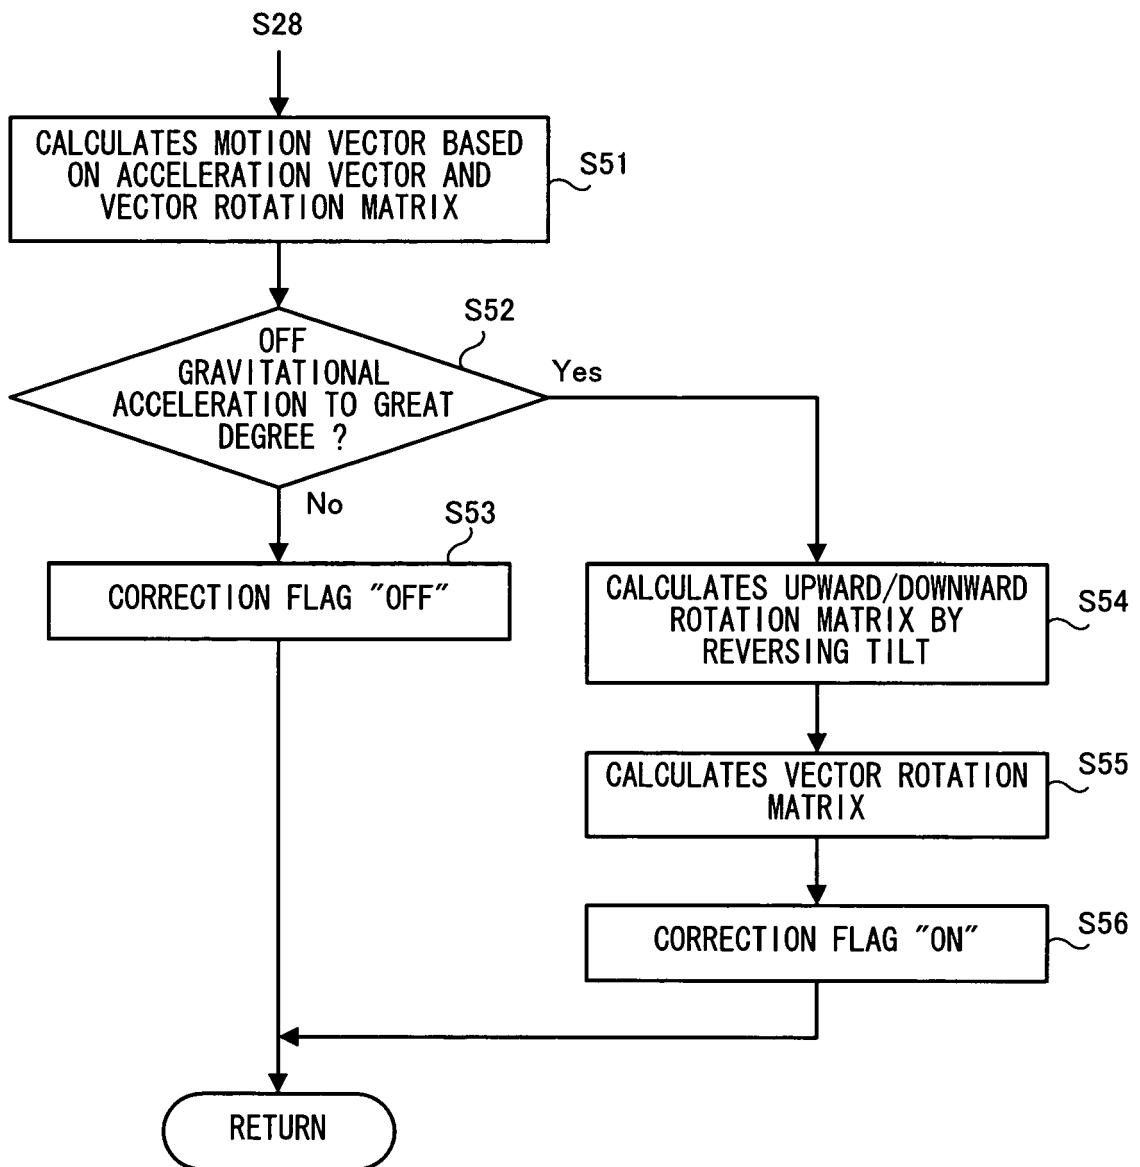 S28
CALCULATES MOTION VECTOR BASED
ON ACCELERATION VECTOR AND
VECTOR ROTATION MATRIX
S51
S52
OFF
GRAVITATIONAL
ACCELERATION TO GREAT
DEGREE ?
Yes
No
S53
CORRECTION FLAG "OFF"
CALCULATES UPWARD/DOWNWARD
ROTATION MATRIX BY
REVERSING TILT
S54
CALCULATES VECTOR ROTATION
MATRIX
S55
CORRECTION FLAG "ON"
S56
RETURN